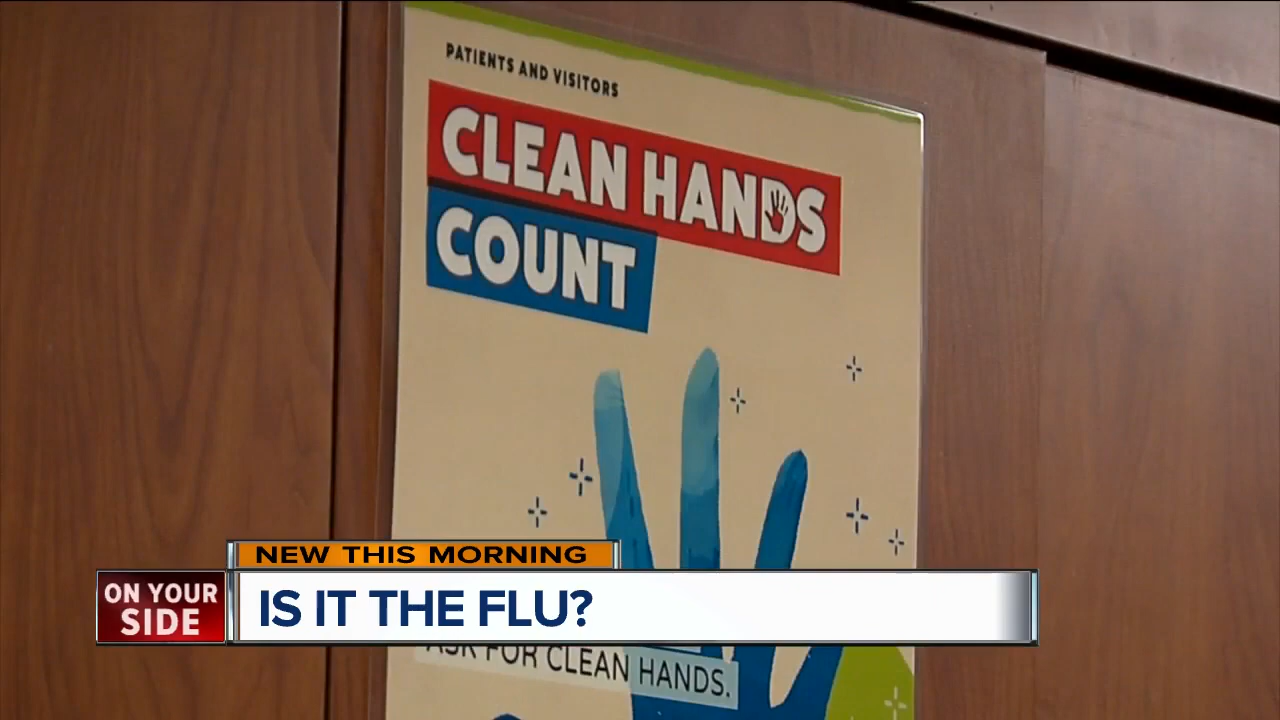 PATIENTS AND VISITORS
CLEAN HANDS
COUNT
NEW THIS MORNING
ON YOUR
SIDE
IS IT THE FLU?
ASK FOR CLEAN HANDS.